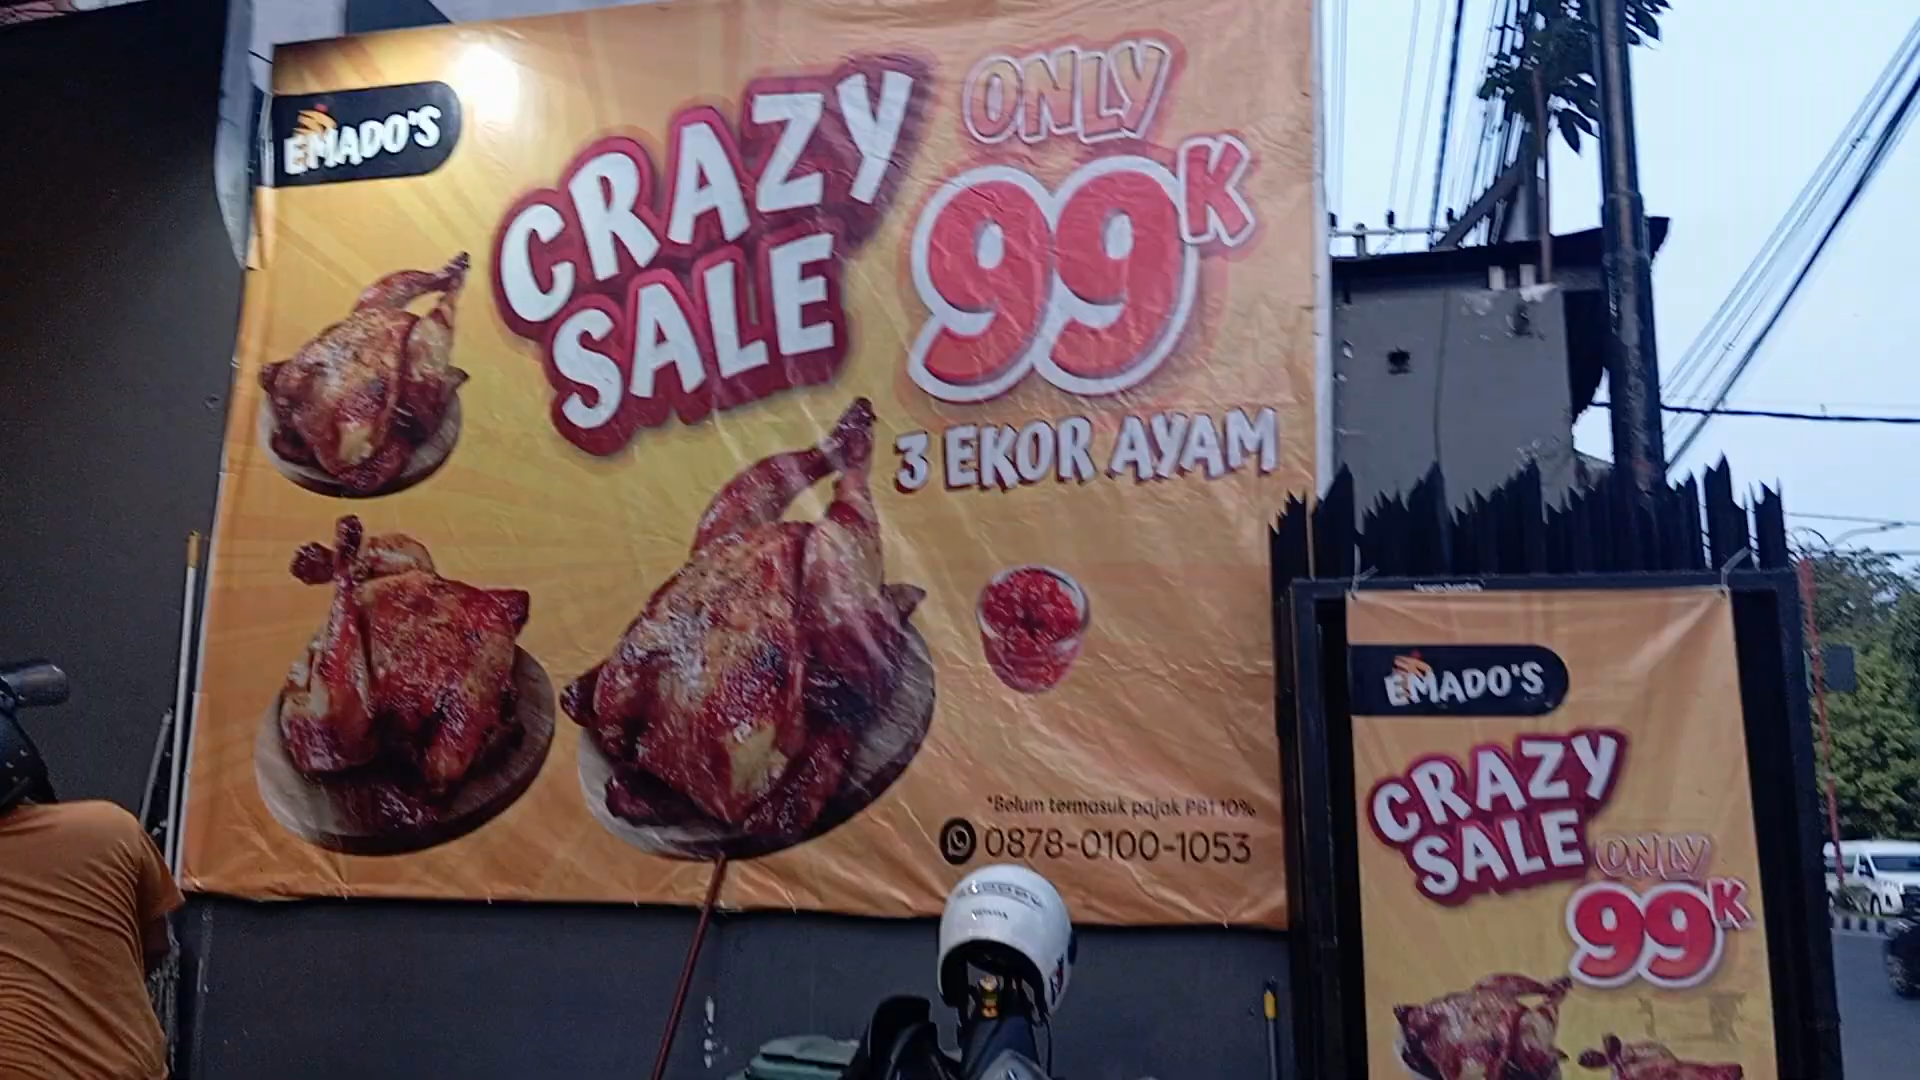 EMADO'S
CRAZY
SALE
ONLY
99K
3 EKOR AYAM
*Belum termasuk pajak PB1 10%
0878-0100-1053
EMADO'S
CRAZY
SALE
ONLY
99K